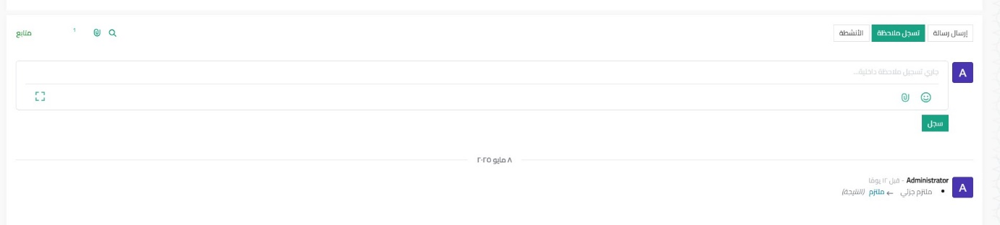 إرسال رسالة تسجل ملاحظة الأنشطة 1 متابع
A جاري تسجيل ملاحظة داخلية...
سجل
٨ مايو ٢٠٢٥
A Administrator - قبل ١٢ يومًا
ملتزم جزئي ← ملتزم (النتيجة)